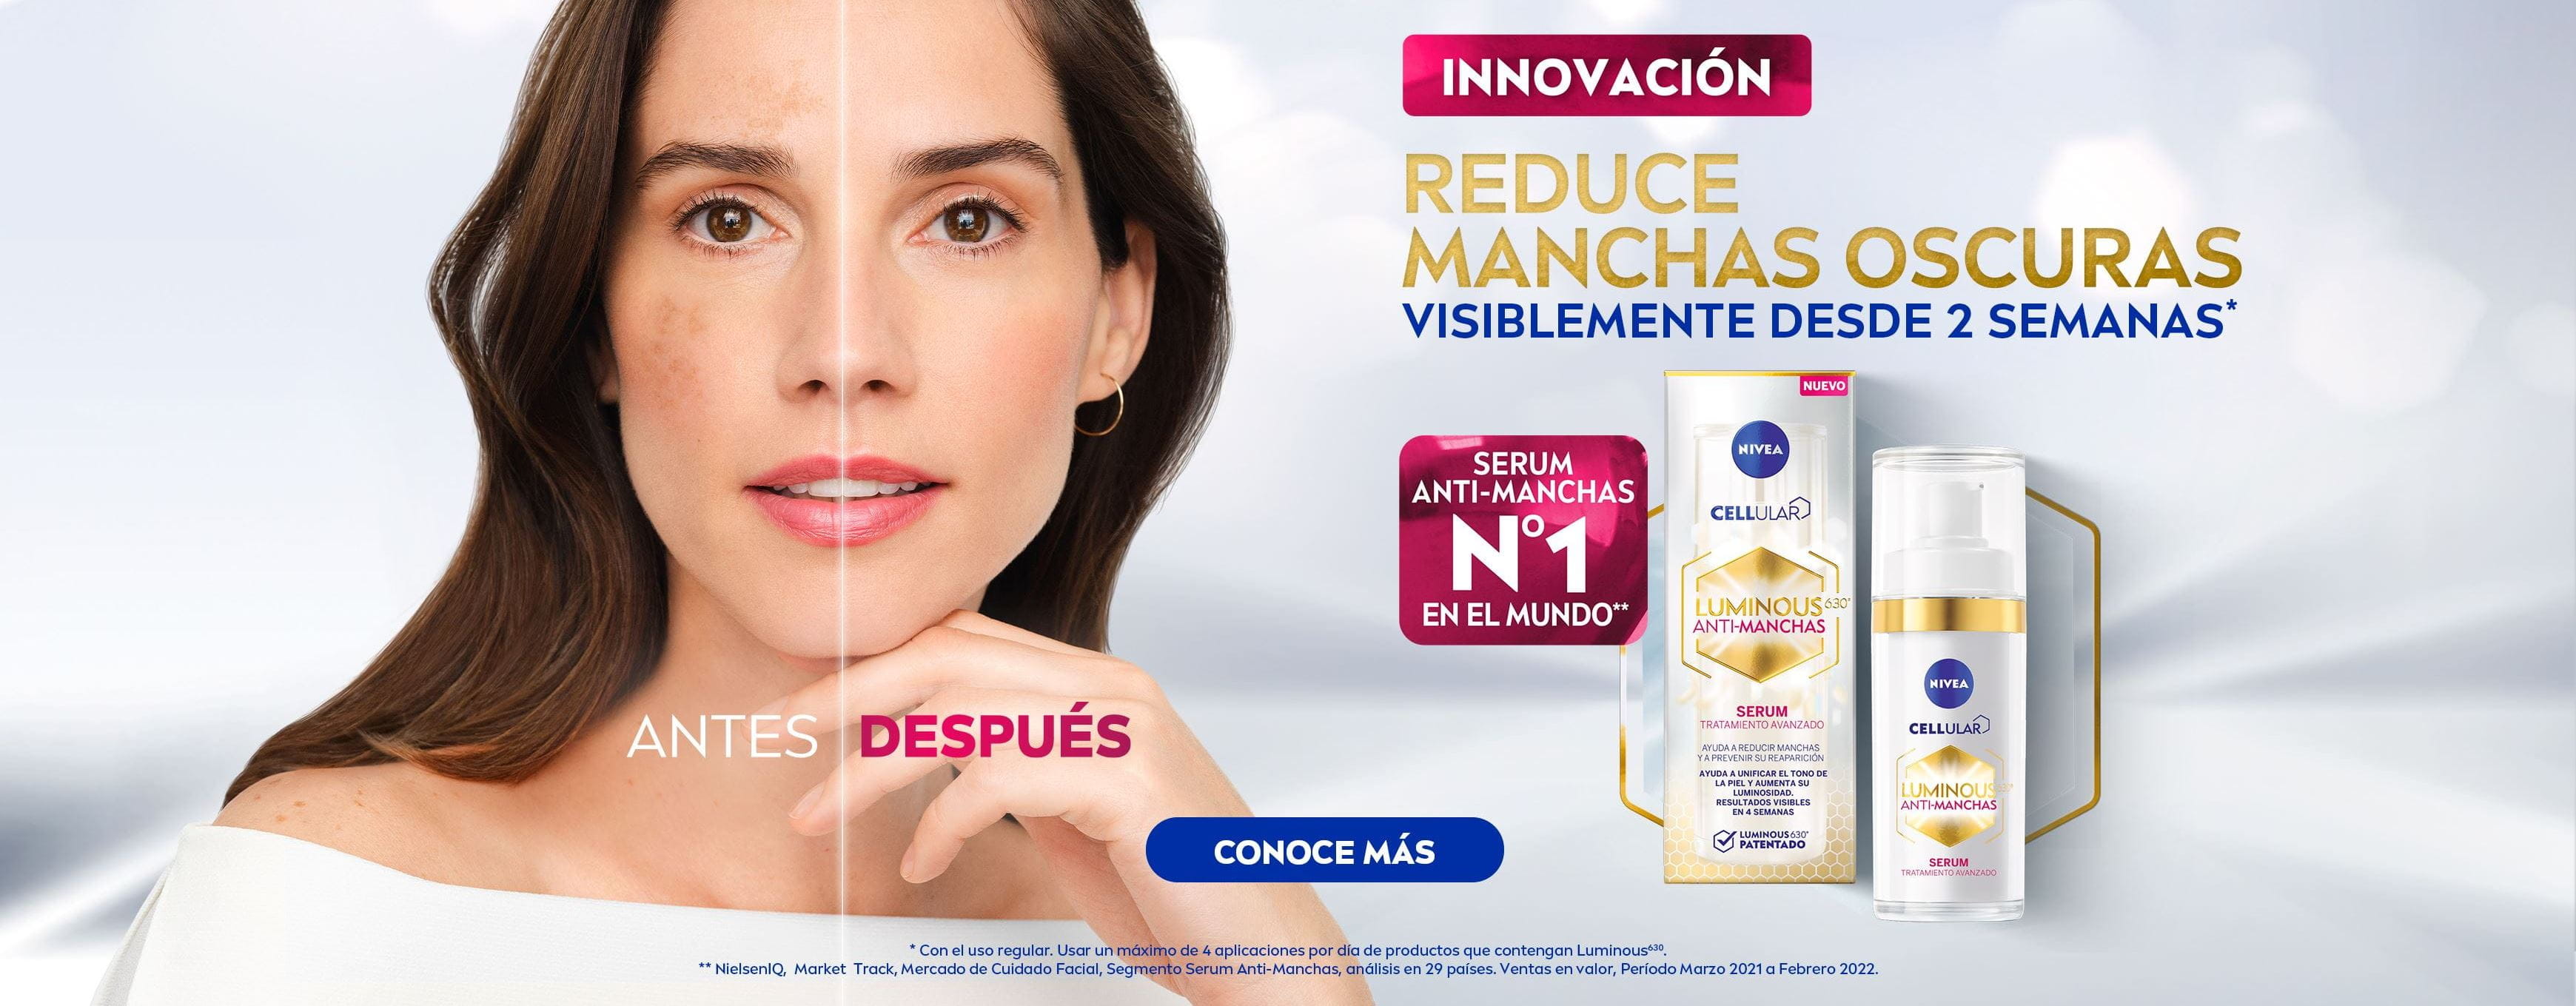 INNOVACIÓN
REDUCE
MANCHAS OSCURAS
VISIBLEMENTE DESDE 2 SEMANAS*
SERUM
ANTI-MANCHAS
Nº1
EN EL MUNDO**
NUEVO
NIVEA
CELLULAR
LUMINOUS630®
ANTI-MANCHAS
SERUM
TRATAMIENTO AVANZADO
AYUDA A REDUCIR MANCHAS
Y A PREVENIR SU REAPARICIÓN
AYUDA A UNIFICAR EL TONO DE
LA PIEL Y AUMENTA SU
LUMINOSIDAD.
RESULTADOS VISIBLES
EN 4 SEMANAS
LUMINOUS630®
PATENTADO
NIVEA
CELLULAR
LUMINOUS630®
ANTI-MANCHAS
SERUM
TRATAMIENTO AVANZADO
ANTES DESPUÉS
CONOCE MÁS
* Con el uso regular. Usar un máximo de 4 aplicaciones por día de productos que contengan Luminous⁶³⁰.
** NielsenIQ, Market Track, Mercado de Cuidado Facial, Segmento Serum Anti-Manchas, análisis en 29 países. Ventas en valor, Período Marzo 2021 a Febrero 2022.